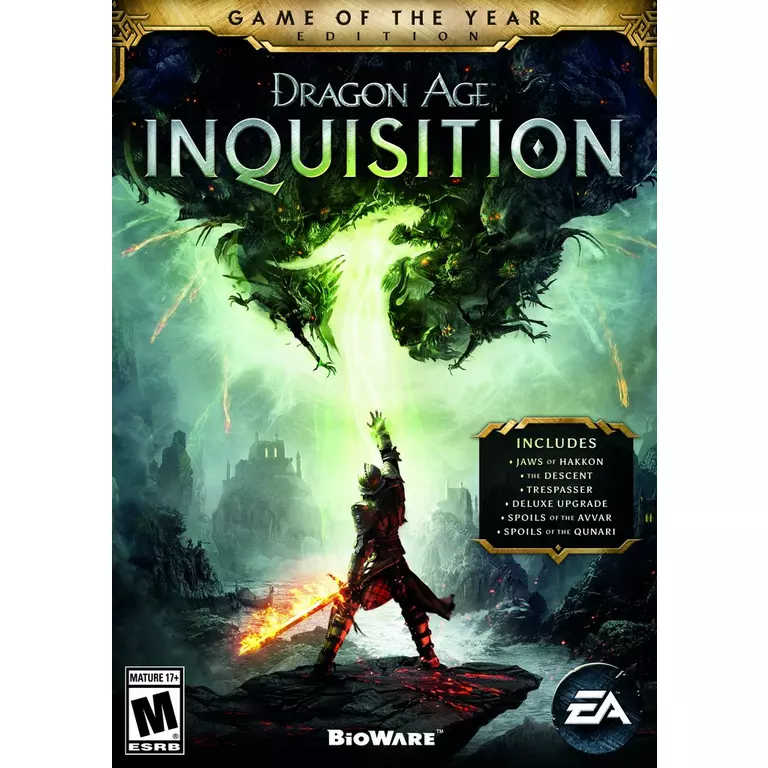 GAME OF THE YEAR
EDITION
DRAGON AGE
INQUISITION
INCLUDES
• JAWS OF HAKKON
• THE DESCENT
• TRESPASSER
• DELUXE UPGRADE
• SPOILS OF THE AVVAR
• SPOILS OF THE QUNARI
MATURE 17+
M
ESRB
BIOWARE™
EA